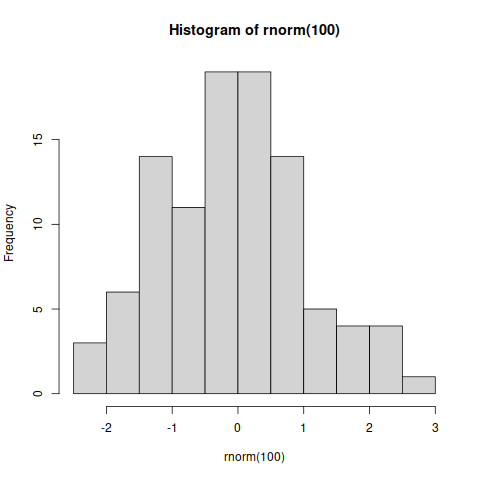 Histogram of rnorm(100)
Frequency
15
10
5
0
-2 -1 0 1 2 3
rnorm(100)